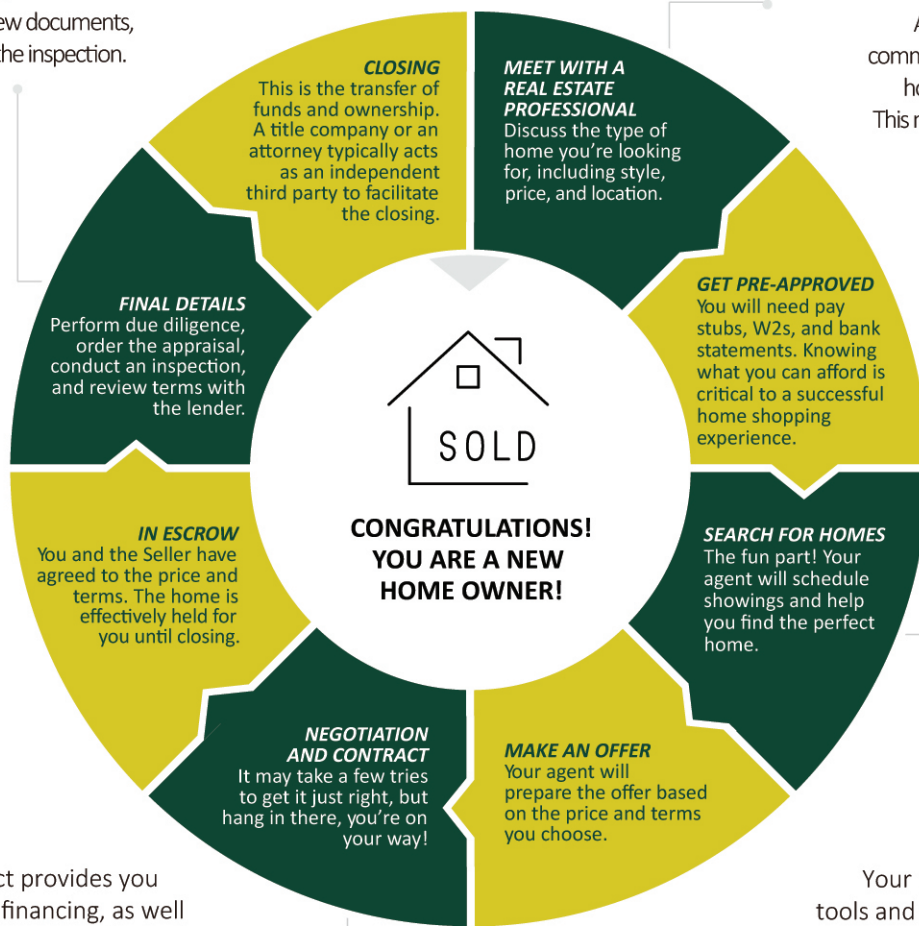 ew documents,
the inspection.
A
comm
ho
This n
MEET WITH A
REAL ESTATE
PROFESSIONAL
Discuss the type of
home you're looking
for, including style,
price, and location.
GET PRE-APPROVED
You will need pay
stubs, W2s, and bank
statements. Knowing
what you can afford is
critical to a successful
home shopping
experience.
SEARCH FOR HOMES
The fun part! Your
agent will schedule
showings and help
you find the perfect
home.
MAKE AN OFFER
Your agent will
prepare the offer based
on the price and terms
you choose.
NEGOTIATION
AND CONTRACT
It may take a few tries
to get it just right, but
hang in there, you're on
your way!
IN ESCROW
You and the Seller have
agreed to the price and
terms. The home is
effectively held for
you until closing.
FINAL DETAILS
Perform due diligence,
order the appraisal,
conduct an inspection,
and review terms with
the lender.
CLOSING
This is the transfer of
funds and ownership.
A title company or an
attorney typically acts
as an independent
third party to facilitate
the closing.
SOLD
CONGRATULATIONS!
YOU ARE A NEW
HOME OWNER!
ct provides you
financing, as well
Your
tools and